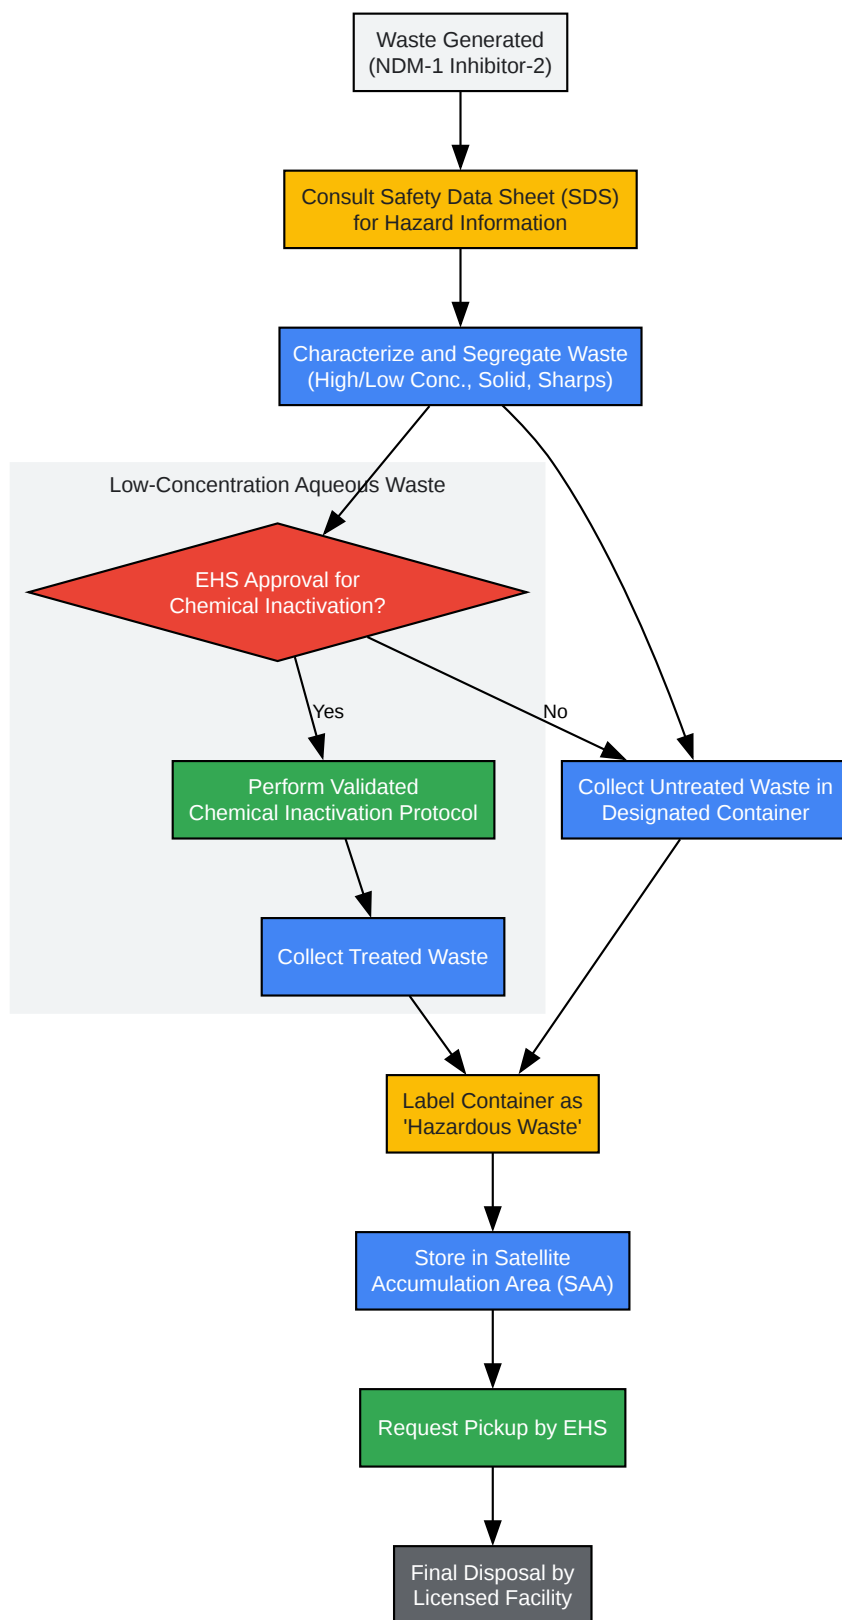 Waste Generated
(NDM-1 Inhibitor-2)
Consult Safety Data Sheet (SDS)
for Hazard Information
Characterize and Segregate Waste
(High/Low Conc., Solid, Sharps)
Low-Concentration Aqueous Waste
EHS Approval for
Chemical Inactivation?
Yes
No
Perform Validated
Chemical Inactivation Protocol
Collect Untreated Waste in
Designated Container
Collect Treated Waste
Label Container as
'Hazardous Waste'
Store in Satellite
Accumulation Area (SAA)
Request Pickup by EHS
Final Disposal by
Licensed Facility